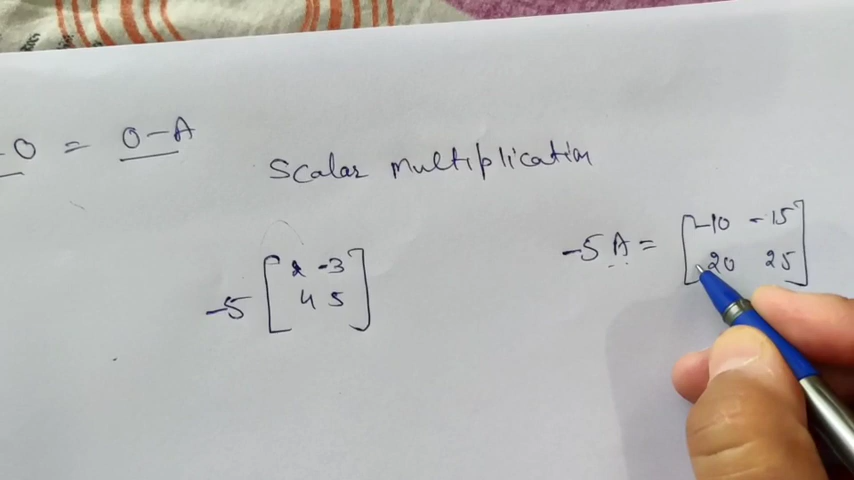 -O = O-A
Scalar Multiplication
-5 [2 -3
4 5]
-5A = [-10 -15
20 25]